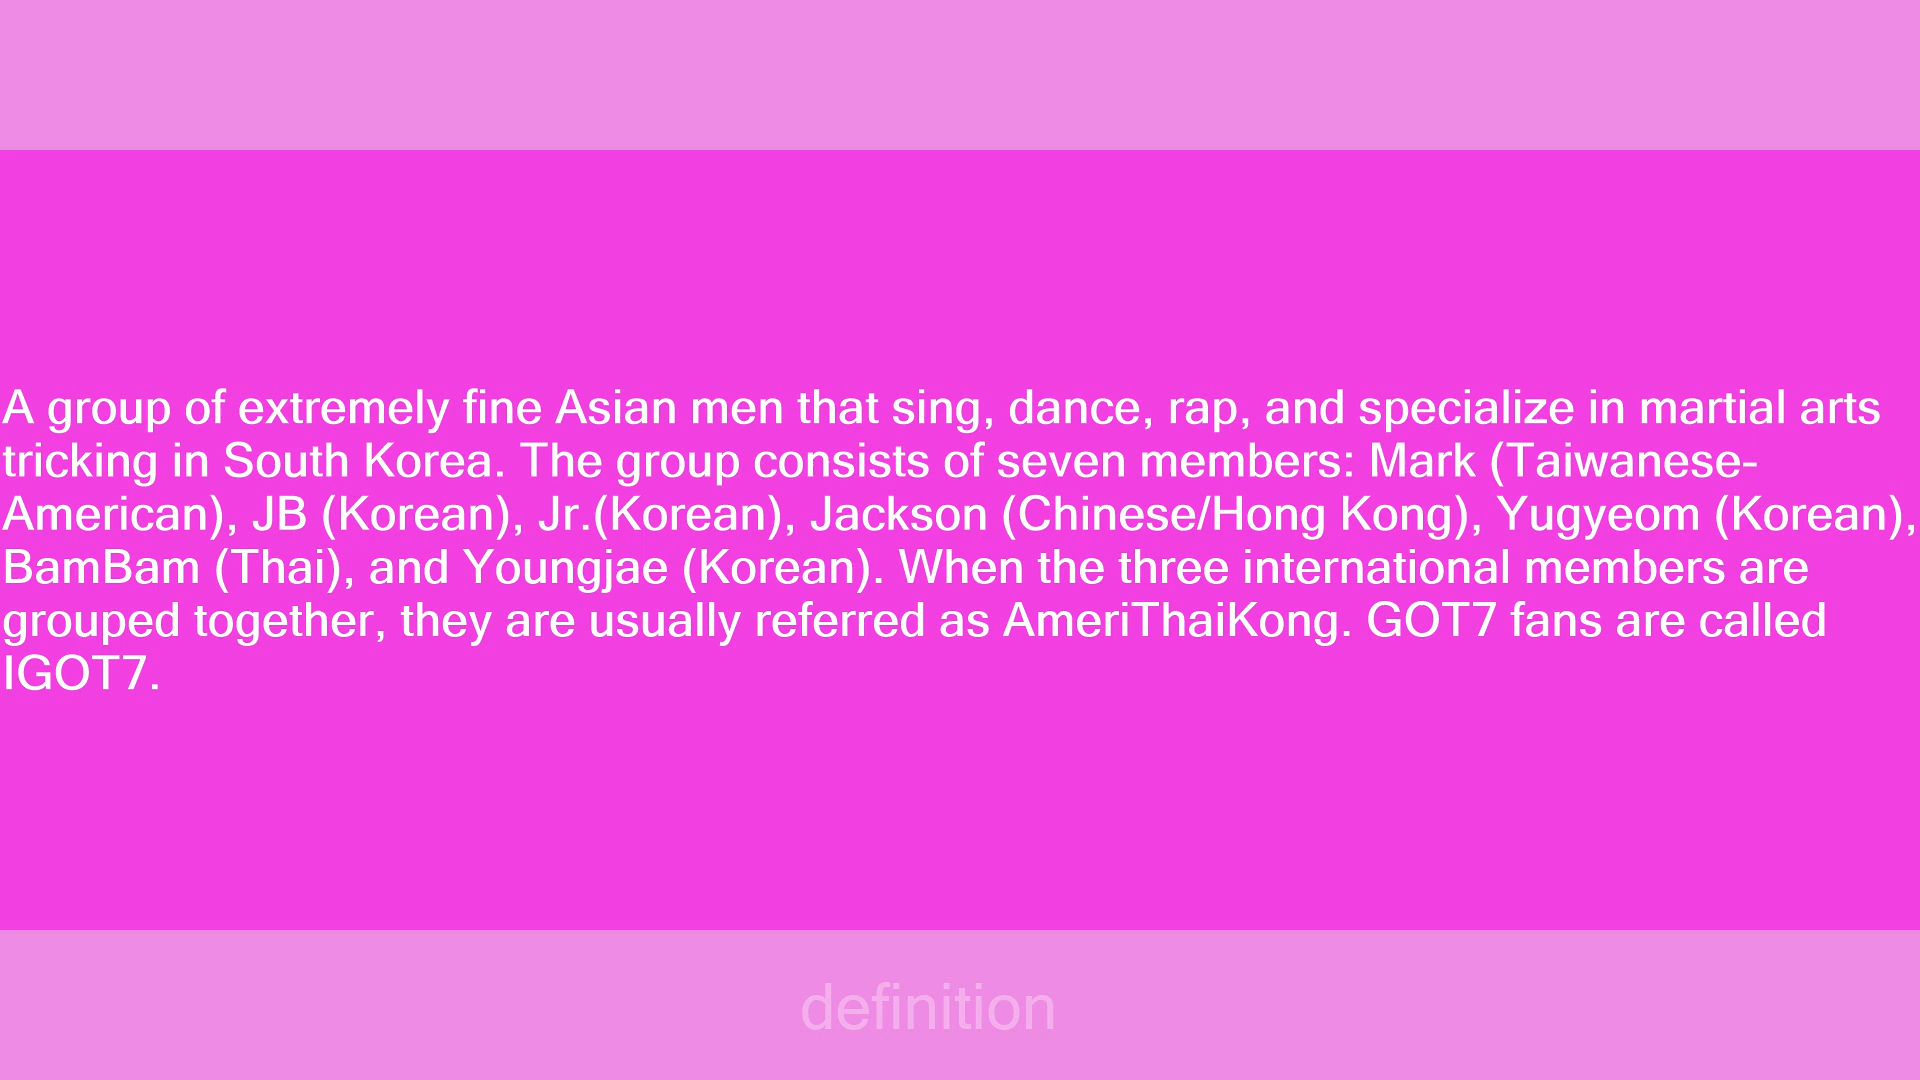 A group of extremely fine Asian men that sing, dance, rap, and specialize in martial arts
tricking in South Korea. The group consists of seven members: Mark (Taiwanese-
American), JB (Korean), Jr.(Korean), Jackson (Chinese/Hong Kong), Yugyeom (Korean),
BamBam (Thai), and Youngjae (Korean). When the three international members are
grouped together, they are usually referred as AmeriThaiKong. GOT7 fans are called
IGOT7.
definition